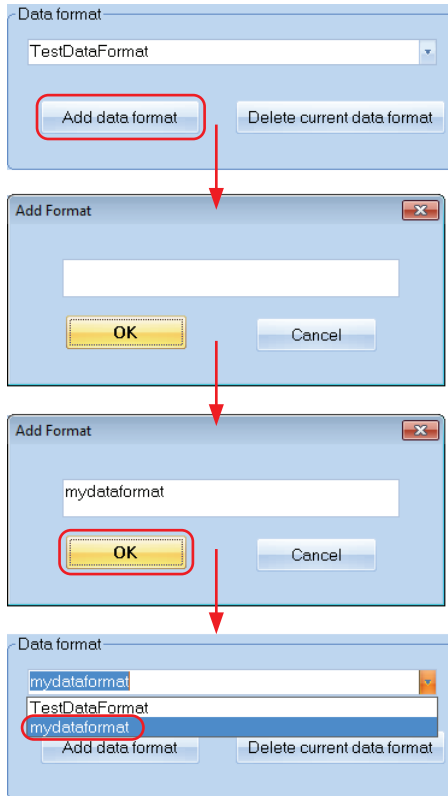 Data format
TestDataFormat
Add data format Delete current data format
Add Format
OK Cancel
Add Format
mydataformat
OK Cancel
Data format
mydataformat
TestDataFormat
mydataformat
Add data format Delete current data format